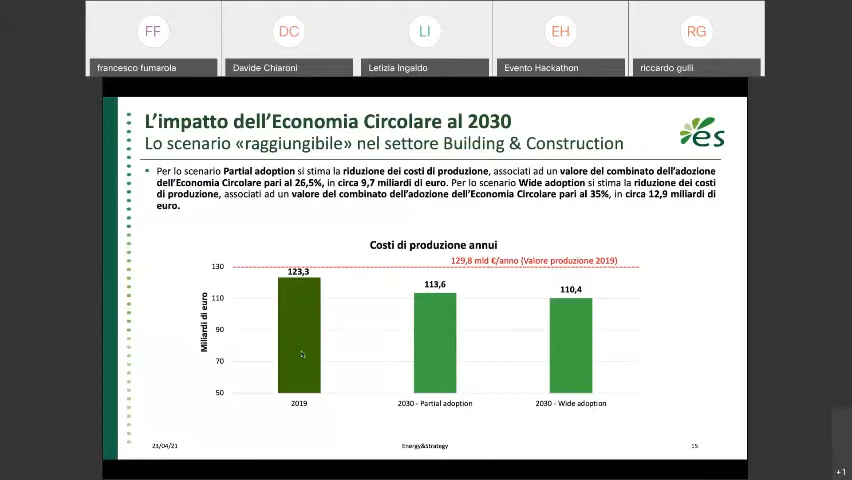 FF
DC
LI
EH
RG
francesco fumarola
Davide Chiaroni
Letizia Ingaldo
Evento Hackathon
riccardo gulli
L'impatto dell'Economia Circolare al 2030
Lo scenario «raggiungibile» nel settore Building & Construction
es
Per lo scenario Partial adoption si stima la riduzione dei costi di produzione, associati ad un valore del combinato dell'adozione
dell'Economia Circolare pari al 26,5%, in circa 9,7 miliardi di euro. Per lo scenario Wide adoption si stima la riduzione dei costi
di produzione, associati ad un valore del combinato dell'adozione dell'Economia Circolare pari al 35%, in circa 12,9 miliardi di
euro.
Costi di produzione annui
129,8 mld €/anno (Valore produzione 2019)
Miliardi di euro
130
110
90
70
50
123,3
113,6
110,4
2019
2030 - Partial adoption
2030 - Wide adoption
23/04/21
Energy&Strategy
15
+1